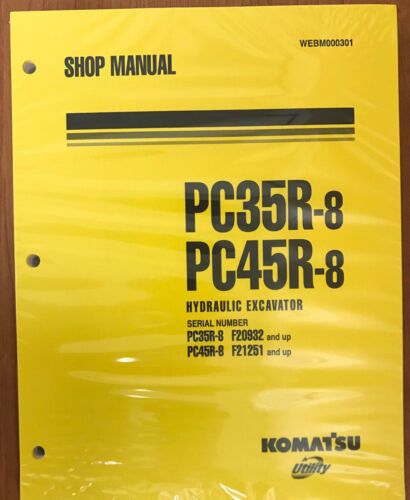 WEBM000301
SHOP MANUAL
PC35R-8
PC45R-8
HYDRAULIC EXCAVATOR
SERIAL NUMBER
PC35R-8 F20932 and up
PC45R-8 F21251 and up
KOMATSU
Utility